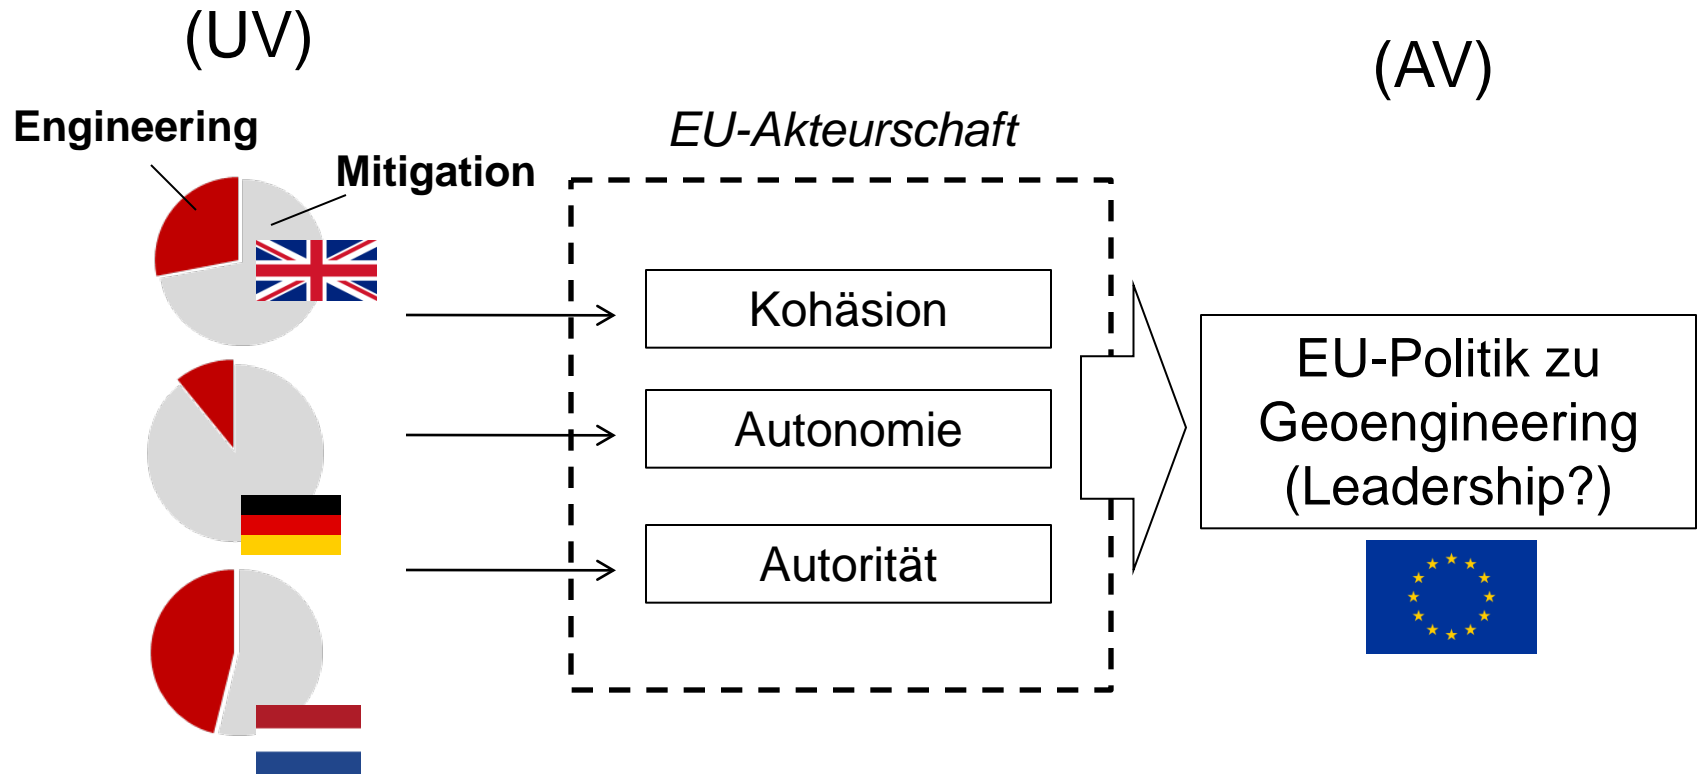 (UV)
(AV)
Engineering
Mitigation
EU-Akteurschaft
Kohäsion
Autonomie
Autorität
EU-Politik zu
Geoengineering
(Leadership?)